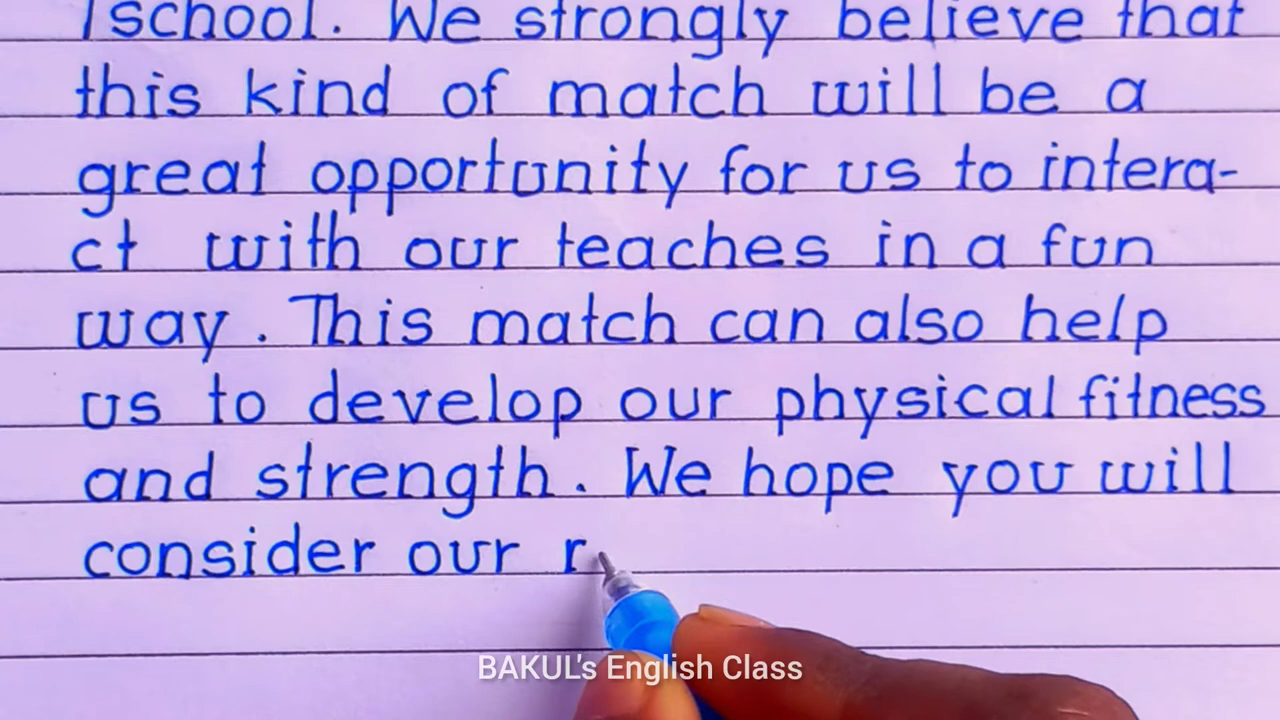 school. We strongly believe that
this kind of match will be a
great opportunity for us to intera-
ct with our teaches in a fun
way. This match can also help
us to develop our physical fitness
and strength. We hope you will
consider our r
BAKUL's English Class